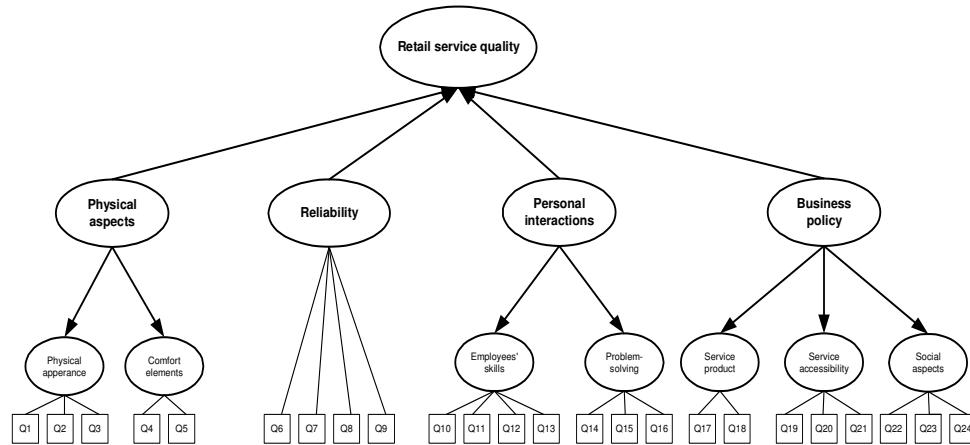 Retail service quality
Physical
aspects
Reliability
Personal
interactions
Business
policy
Physical
apperance
Comfort
elements
Employees'
skills
Problem-
solving
Service
product
Service
accessibility
Social
aspects
Q1 Q2 Q3 Q4 Q5 Q6 Q7 Q8 Q9 Q10 Q11 Q12 Q13 Q14 Q15 Q16 Q17 Q18 Q19 Q20 Q21 Q22 Q23 Q24